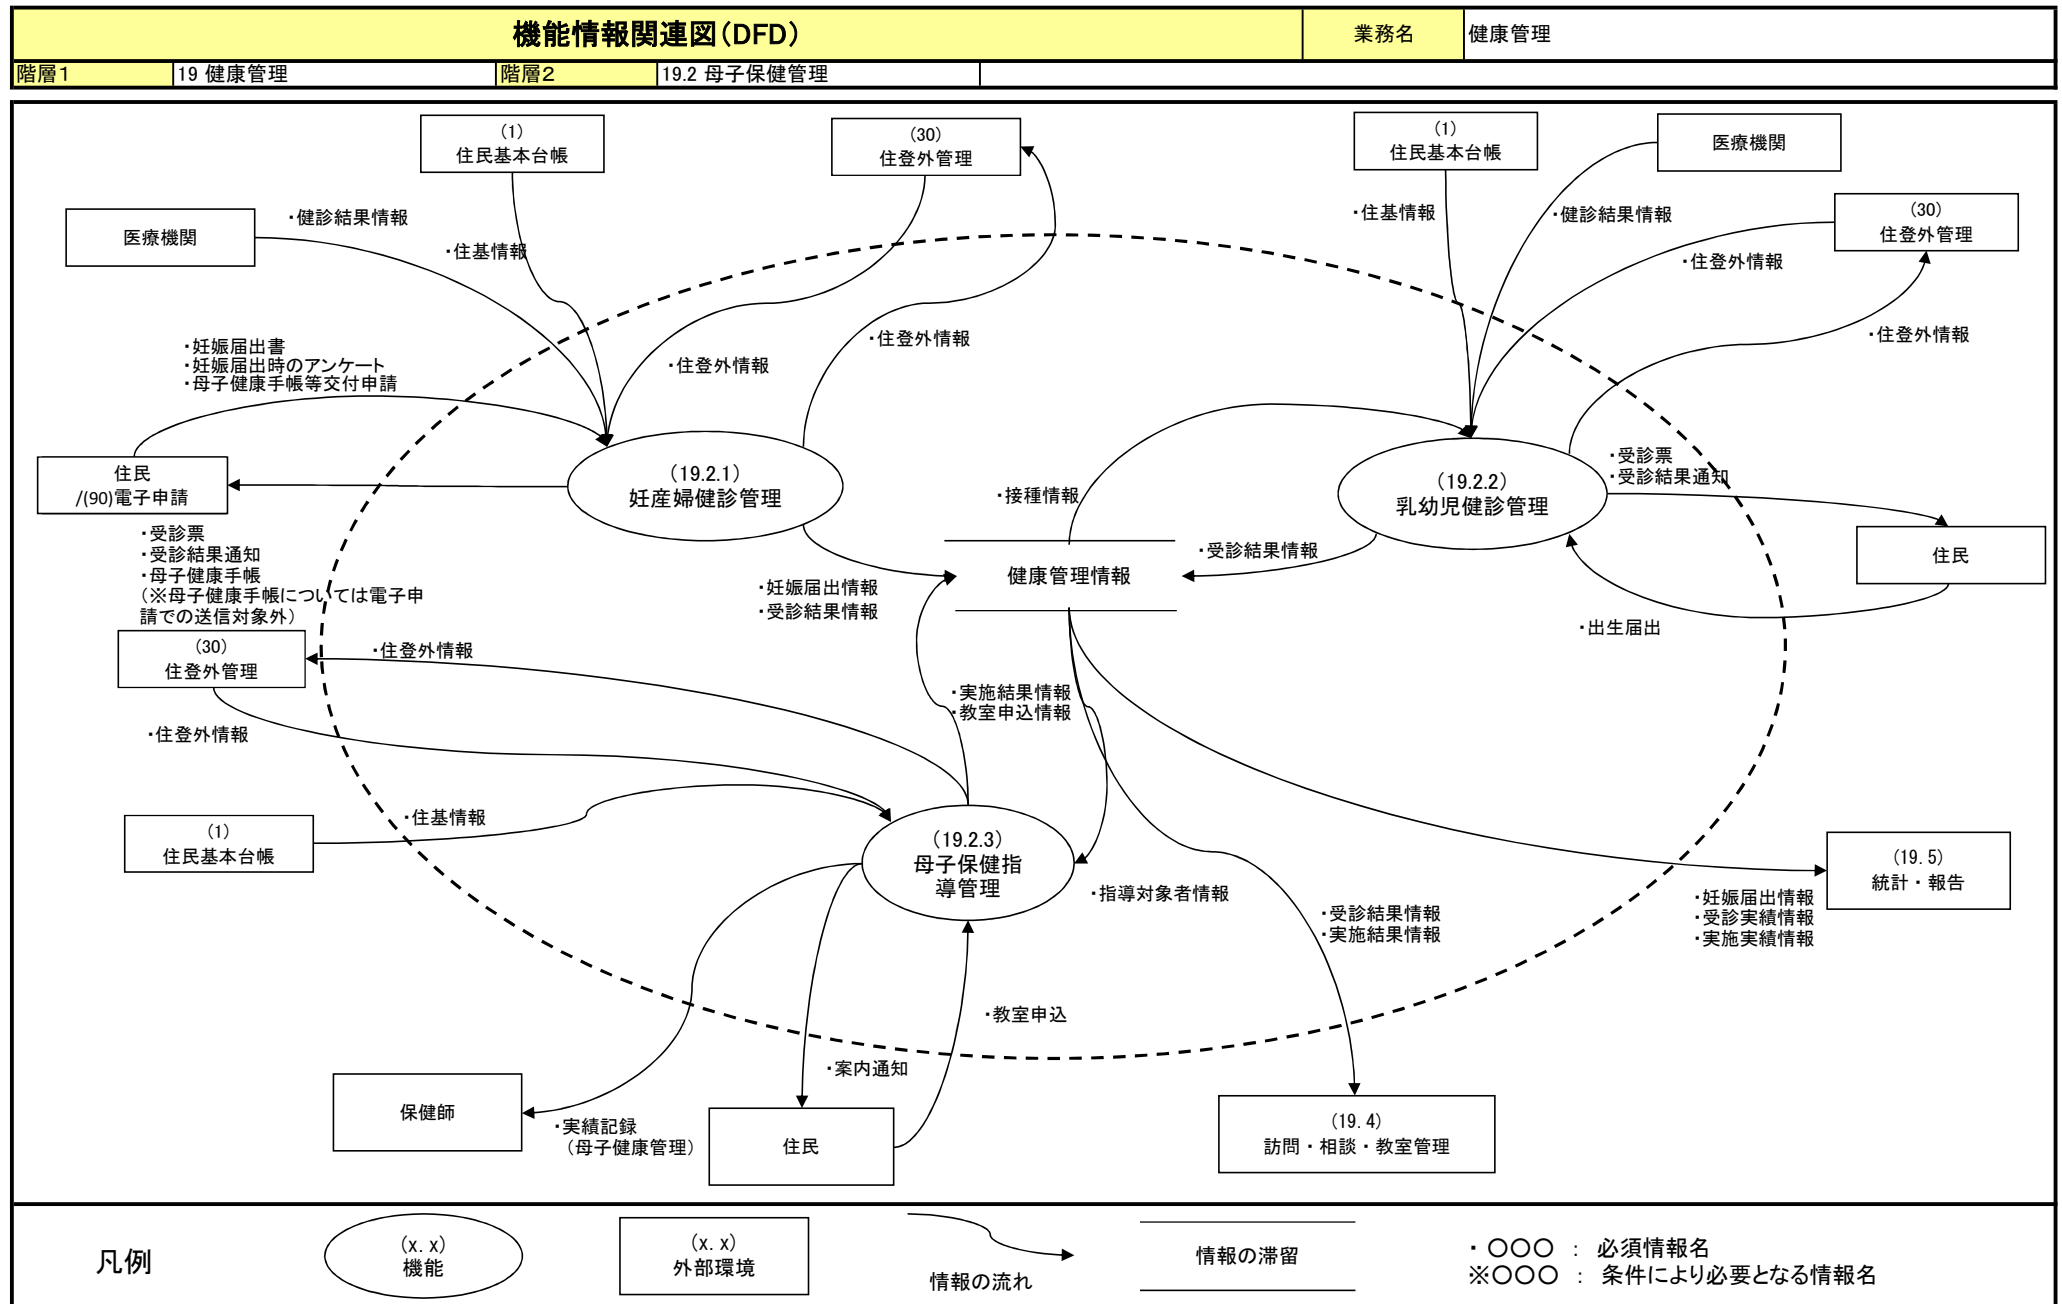 機能情報関連図(DFD)
業務名
健康管理
階層1
19 健康管理
階層2
19.2 母子保健管理
(1)
住民基本台帳
(30)
住登外管理
(1)
住民基本台帳
医療機関
医療機関
・健診結果情報
・住基情報
・住基情報
・健診結果情報
(30)
住登外管理
・住登外情報
・住登外情報
・住登外情報
・住登外情報
・妊娠届出書
・妊娠届出時のアンケート
・母子健康手帳等交付申請
住民
/(90)電子申請
(19.2.1)
妊産婦健診管理
・接種情報
(19.2.2)
乳幼児健診管理
・受診票
・受診結果通知
住民
・受診票
・受診結果通知
・母子健康手帳
(※母子健康手帳については電子申
請での送信対象外)
・妊娠届出情報
・受診結果情報
健康管理情報
・受診結果情報
・出生届出
(30)
住登外管理
・住登外情報
・実施結果情報
・教室申込情報
・住登外情報
(1)
住民基本台帳
・住基情報
(19.2.3)
母子保健指
導管理
・指導対象者情報
・受診結果情報
・実施結果情報
・妊娠届出情報
・受診実績情報
・実施実績情報
(19.5)
統計・報告
・教室申込
・案内通知
保健師
・実績記録
(母子健康管理)
住民
(19.4)
訪問・相談・教室管理
凡例
(x.x)
機能
(x.x)
外部環境
情報の流れ
情報の滞留
・○○○ : 必須情報名
※○○○ : 条件により必要となる情報名